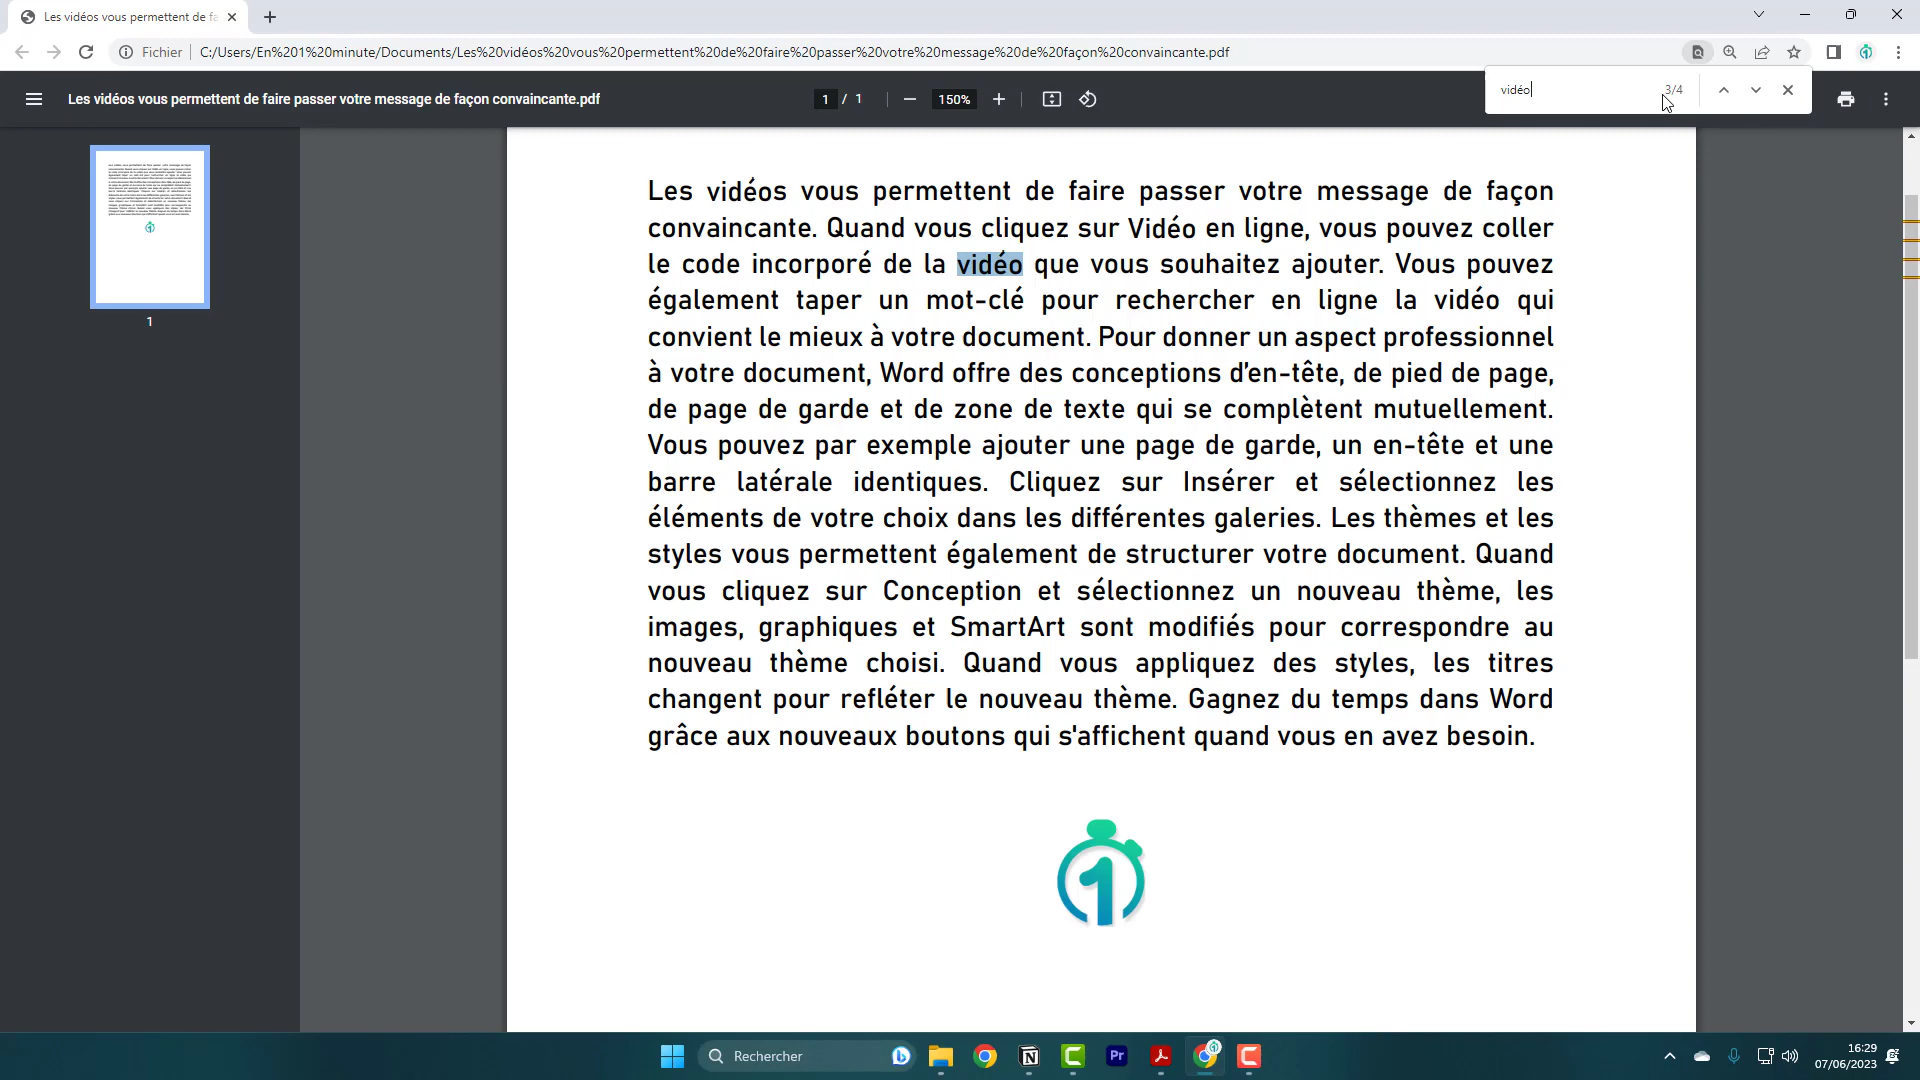 Les vidéos vous permettent de fa
Fichier
C:/Users/En%201%20minute/Documents/Les%20vidéos%20vous%20permettent%20de%20faire%20passer%20votre%20message%20de%20façon%20convaincante.pdf
Les vidéos vous permettent de faire passer votre message de façon convaincante.pdf
1 / 1
150%
vidéo
3/4
1
Les vidéos vous permettent de faire passer votre message de façon
convaincante. Quand vous cliquez sur Vidéo en ligne, vous pouvez coller
le code incorporé de la vidéo que vous souhaitez ajouter. Vous pouvez
également taper un mot-clé pour rechercher en ligne la vidéo qui
convient le mieux à votre document. Pour donner un aspect professionnel
à votre document, Word offre des conceptions d'en-tête, de pied de page,
de page de garde et de zone de texte qui se complètent mutuellement.
Vous pouvez par exemple ajouter une page de garde, un en-tête et une
barre latérale identiques. Cliquez sur Insérer et sélectionnez les
éléments de votre choix dans les différentes galeries. Les thèmes et les
styles vous permettent également de structurer votre document. Quand
vous cliquez sur Conception et sélectionnez un nouveau thème, les
images, graphiques et SmartArt sont modifiés pour correspondre au
nouveau thème choisi. Quand vous appliquez des styles, les titres
changent pour refléter le nouveau thème. Gagnez du temps dans Word
grâce aux nouveaux boutons qui s'affichent quand vous en avez besoin.
1
Rechercher
Pr
16:29
07/06/2023